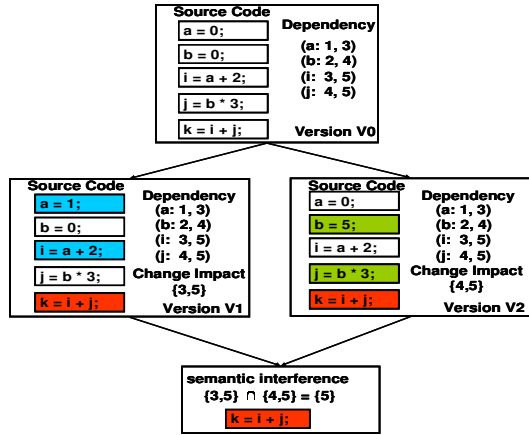 Source Code
a = 0;
b = 0;
i = a + 2;
j = b * 3;
k = i + j;
Dependency
(a: 1, 3)
(b: 2, 4)
(i: 3, 5)
(j: 4, 5)
Version V0
Source Code
a = 1;
b = 0;
i = a + 2;
j = b * 3;
k = i + j;
Dependency
(a: 1, 3)
(b: 2, 4)
(i: 3, 5)
(j: 4, 5)
Change Impact
{3,5}
Version V1
Source Code
a = 0;
b = 5;
i = a + 2;
j = b * 3;
k = i + j;
Dependency
(a: 1, 3)
(b: 2, 4)
(i: 3, 5)
(j: 4, 5)
Change Impact
{4,5}
Version V2
semantic interference
{3,5} ∩ {4,5} = {5}
k = i + j;